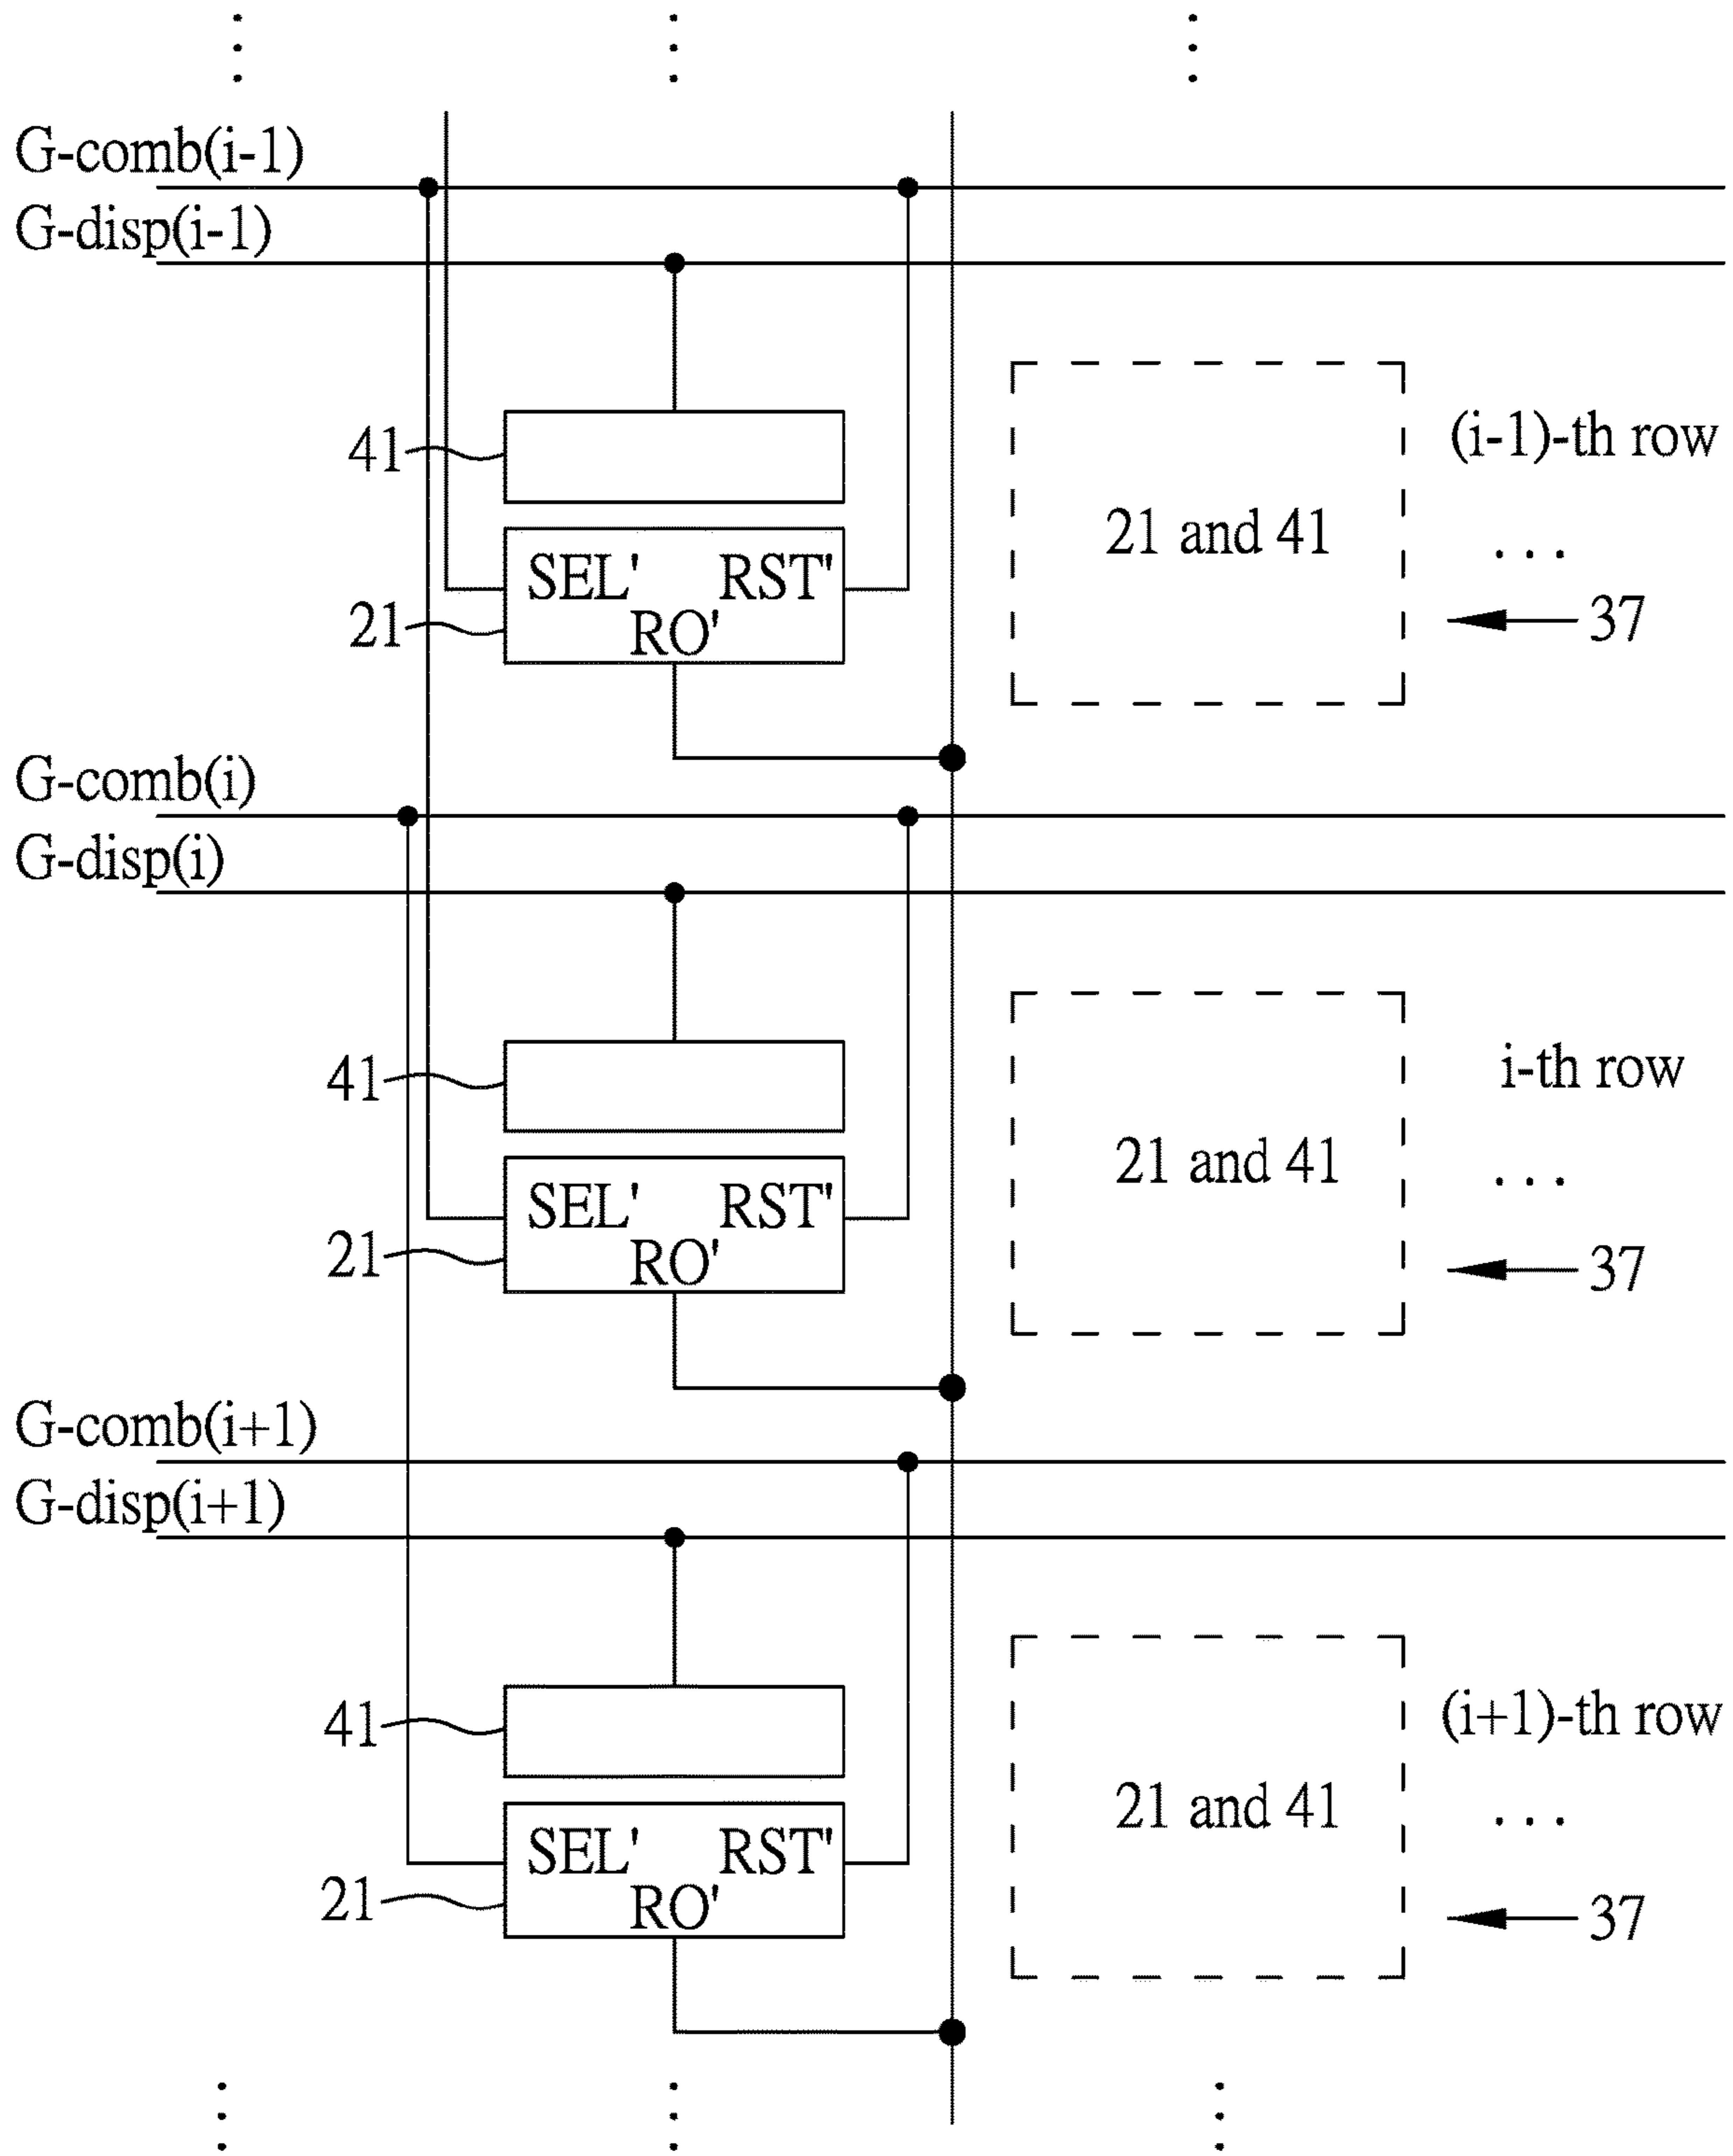 G-comb(i-1)
G-disp(i-1)
41
(i-1)-th row
21 and 41
...
SEL' RST'
21
RO'
37
G-comb(i)
G-disp(i)
41
i-th row
21 and 41
...
SEL' RST'
21
RO'
37
G-comb(i+1)
G-disp(i+1)
41
(i+1)-th row
21 and 41
...
SEL' RST'
21
RO'
37